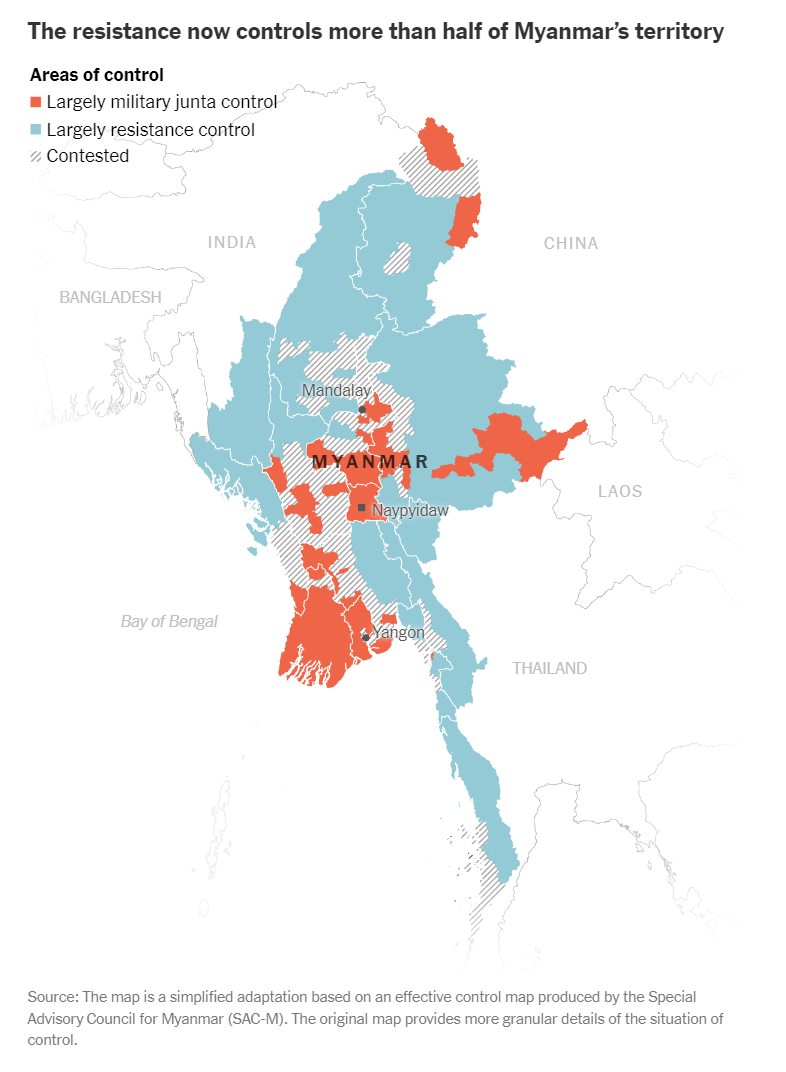 The resistance now controls more than half of Myanmar’s territory
Areas of control
Largely military junta control
Largely resistance control
Contested
INDIA
CHINA
BANGLADESH
Mandalay
MYANMAR
LAOS
Naypyidaw
Bay of Bengal
Yangon
THAILAND
Source: The map is a simplified adaptation based on an effective control map produced by the Special
Advisory Council for Myanmar (SAC-M). The original map provides more granular details of the situation of
control.